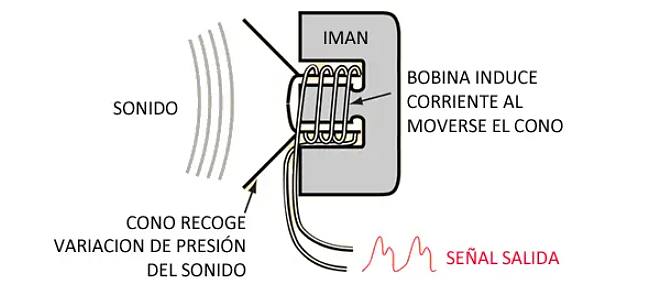 IMAN
SONIDO
BOBINA INDUCE
CORRIENTE AL
MOVERSE EL CONO
CONO RECOGE
VARIACION DE PRESIÓN
DEL SONIDO
SEÑAL SALIDA